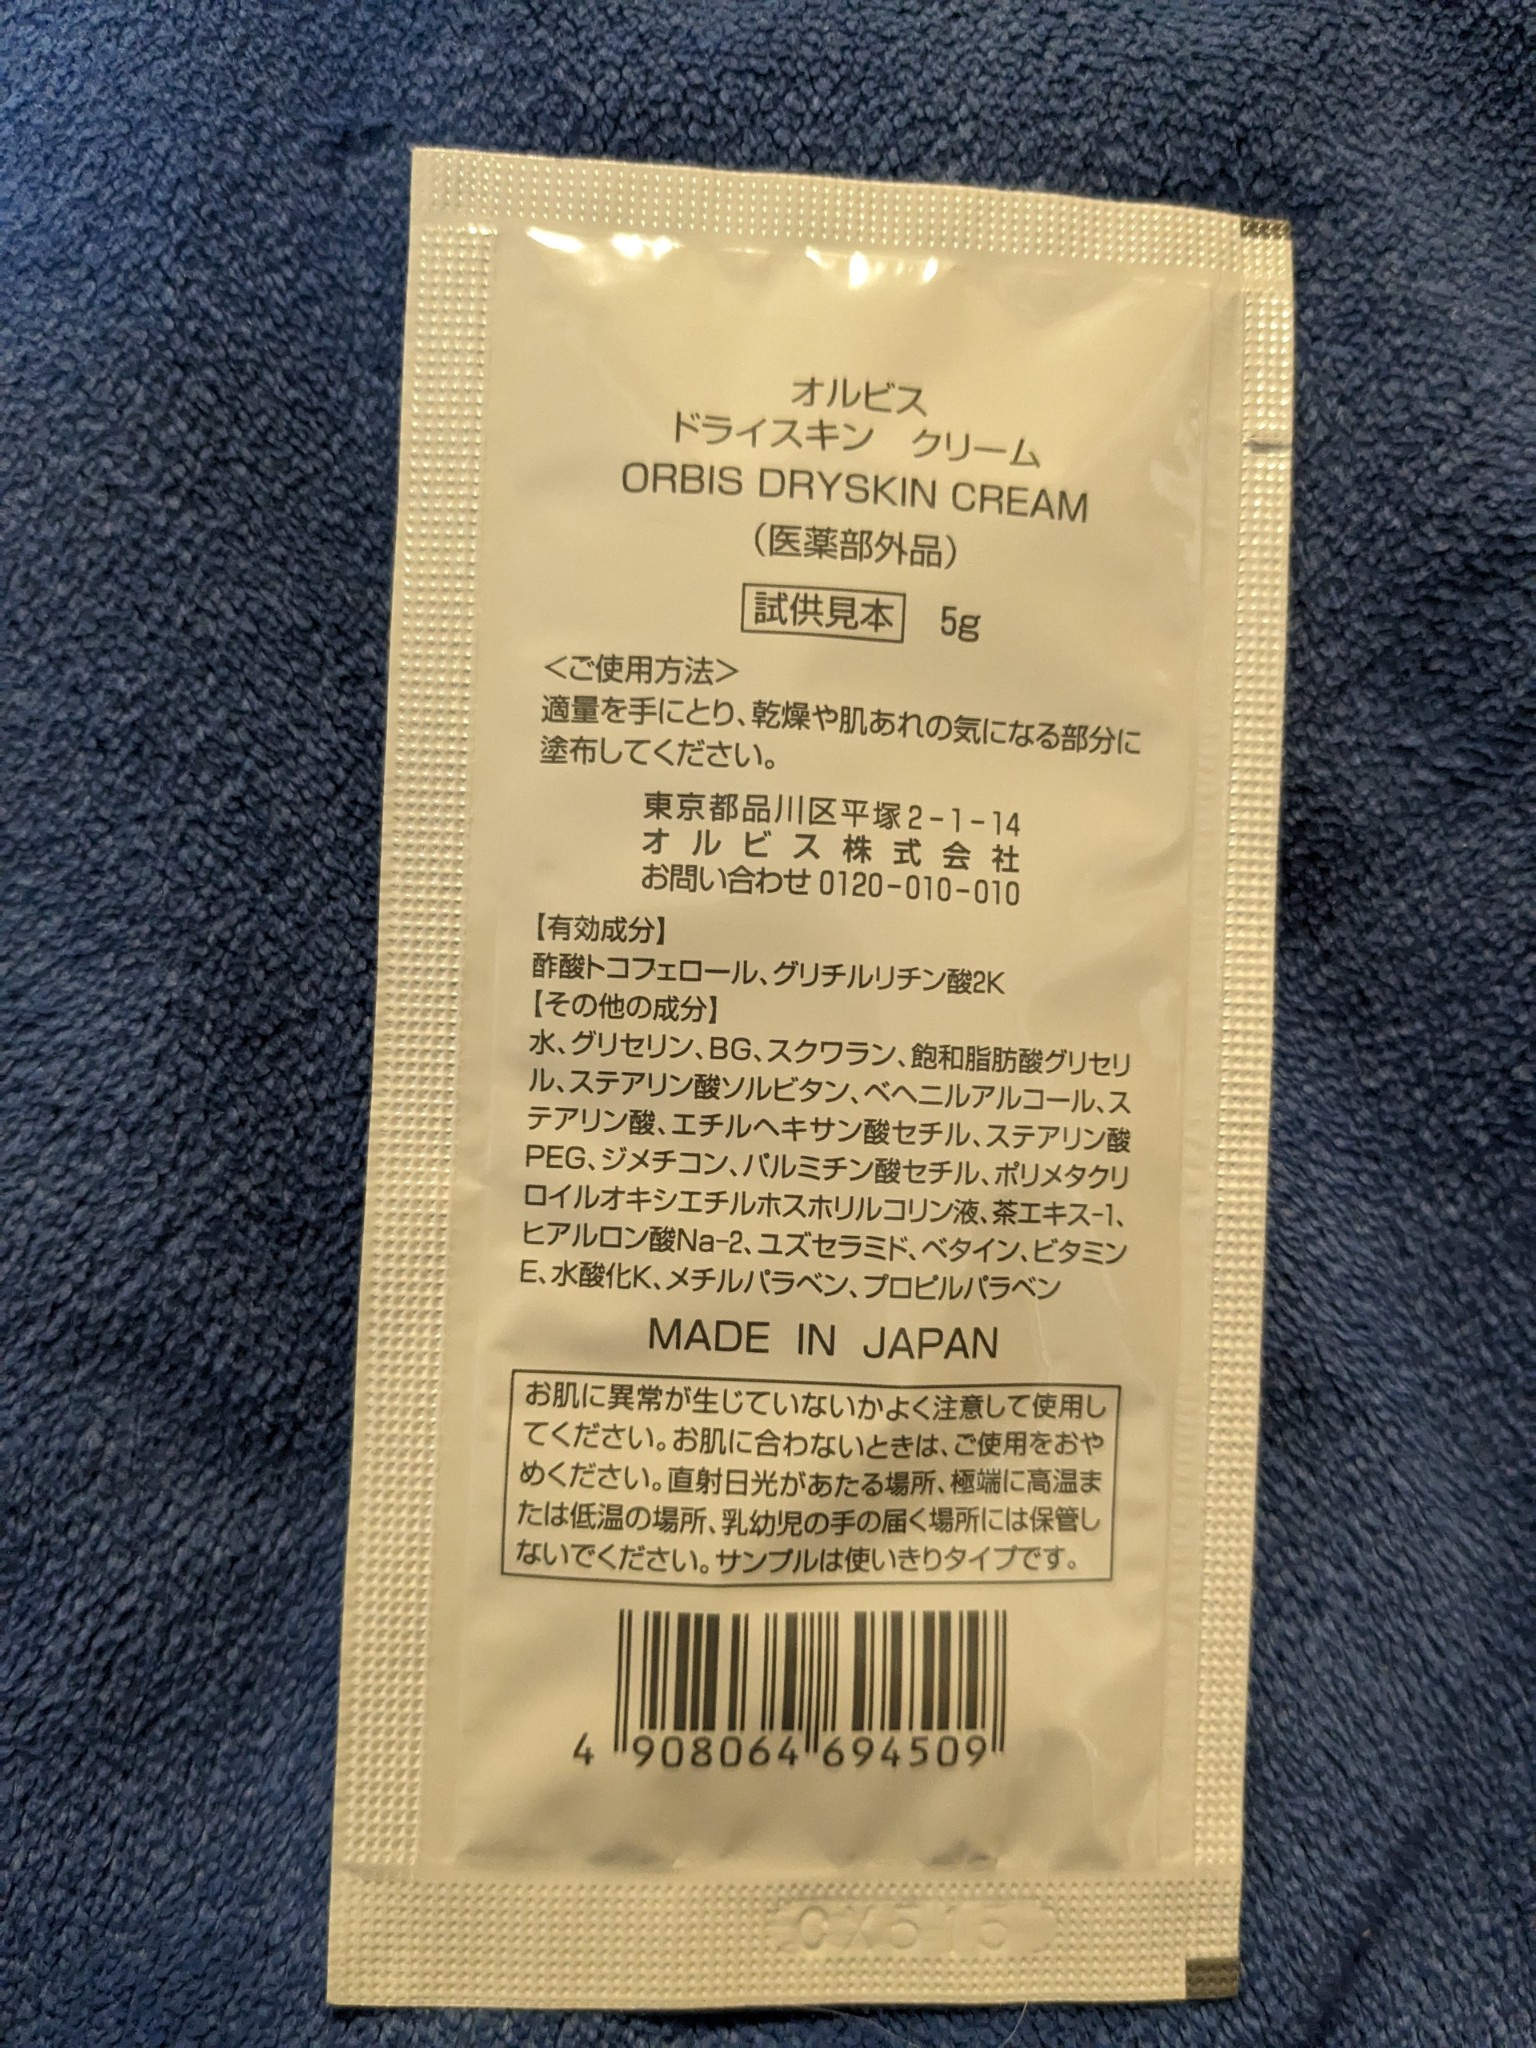 オルビス
ドライスキン　クリーム
ORBIS DRYSKIN CREAM
（医薬部外品）
試供見本　5g
＜ご使用方法＞
適量を手にとり、乾燥や肌あれの気になる部分に
塗布してください。
東京都品川区平塚2-1-14
オルビス株式会社
お問い合わせ 0120-010-010
【有効成分】
酢酸トコフェロール、グリチルリチン酸2K
【その他の成分】
水、グリセリン、BG、スクワラン、飽和脂肪酸グリセリ
ル、ステアリン酸ソルビタン、ベヘニルアルコール、ス
テアリン酸、エチルヘキサン酸セチル、ステアリン酸
PEG、ジメチコン、パルミチン酸セチル、ポリメタクリ
ロイルオキシエチルホスホリルコリン液、茶エキス-1、
ヒアルロン酸Na-2、ユズセラミド、ベタイン、ビタミン
E、水酸化K、メチルパラベン、プロピルパラベン
MADE IN JAPAN
お肌に異常が生じていないかよく注意して使用し
てください。お肌に合わないときは、ご使用をおや
めください。直射日光があたる場所、極端に高温ま
たは低温の場所、乳幼児の手の届く場所には保管し
ないでください。サンプルは使いきりタイプです。
4 908064 694509